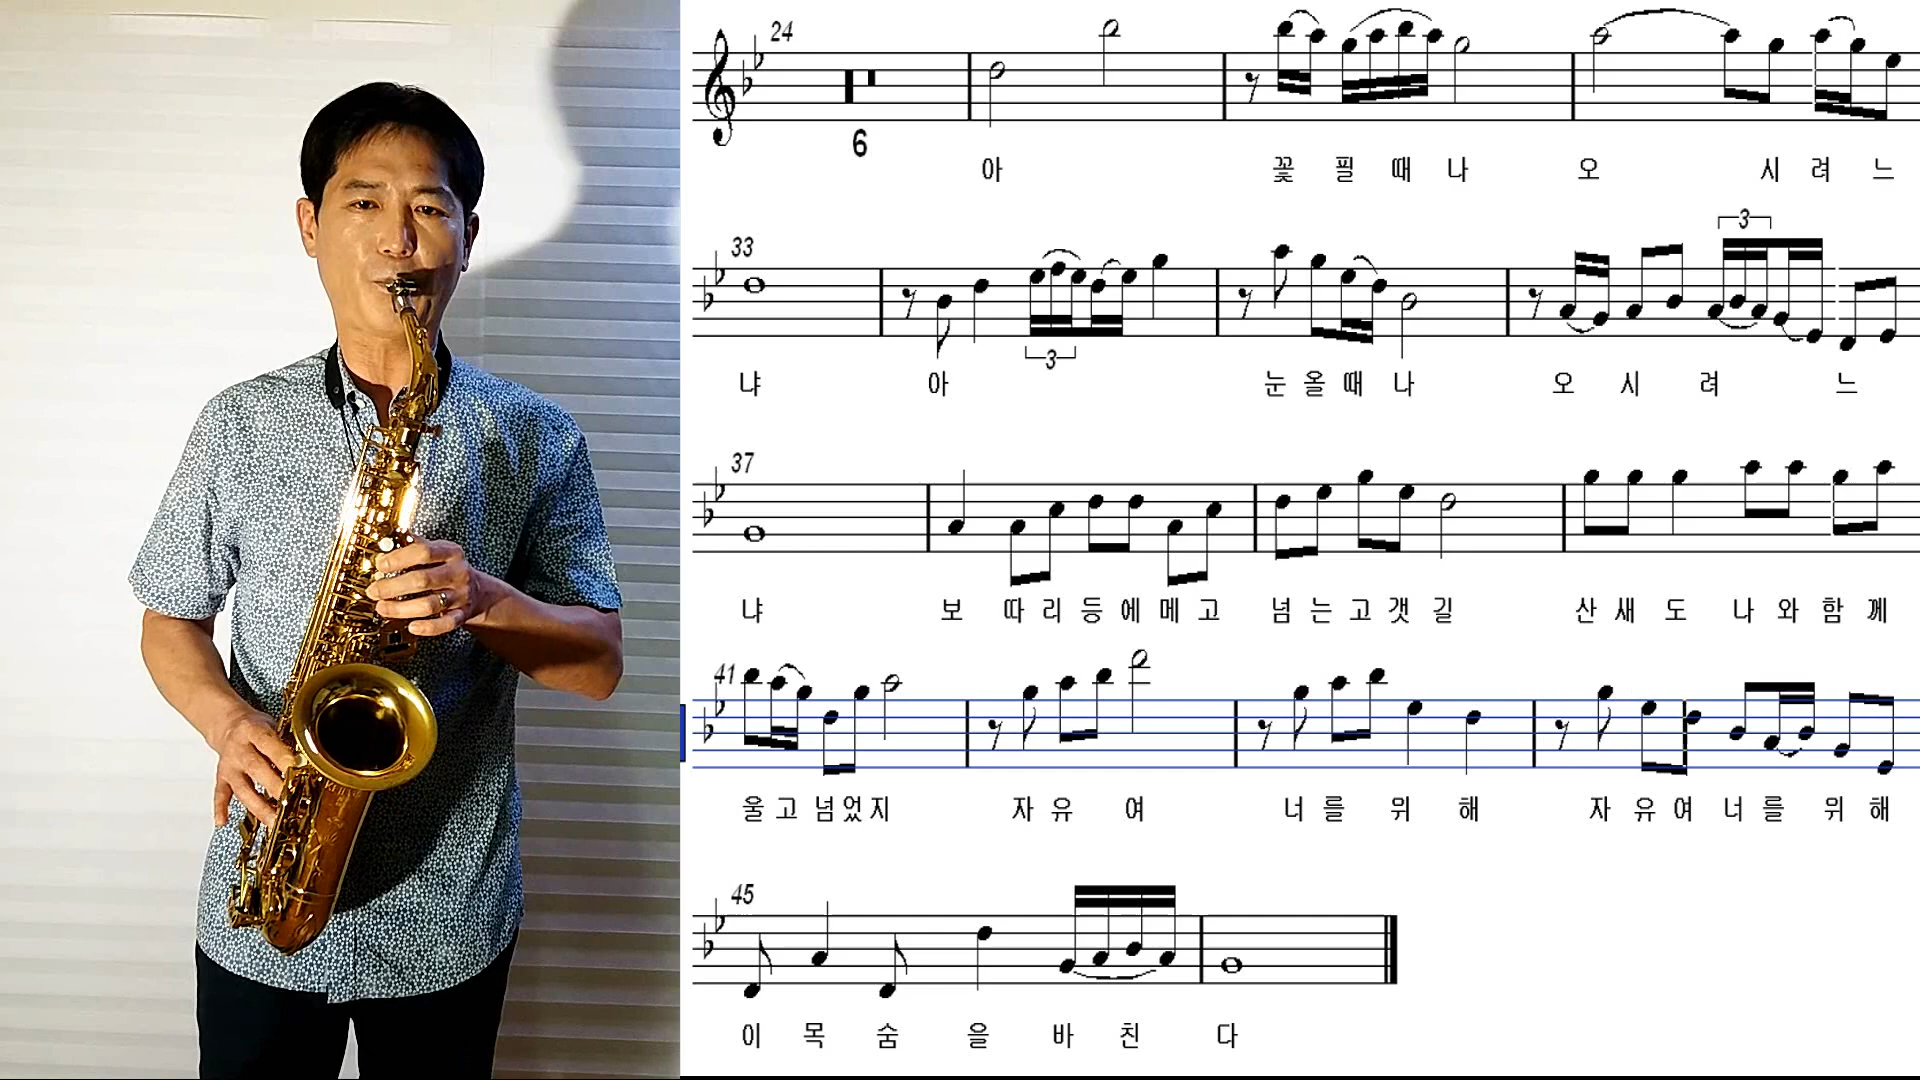 24
6
아 꽃 필 때 나 오 시 려 느
3
33
3
냐 아 눈 올 때 나 오 시 려 느
37
냐 보 따 리 등 에 메 고 넘 는 고 갯 길 산 새 도 나 와 함 께
41
울 고 넘 었 지 자 유 여 너 를 위 해 자 유 여 너 를 위 해
45
이 목 숨 을 바 친 다